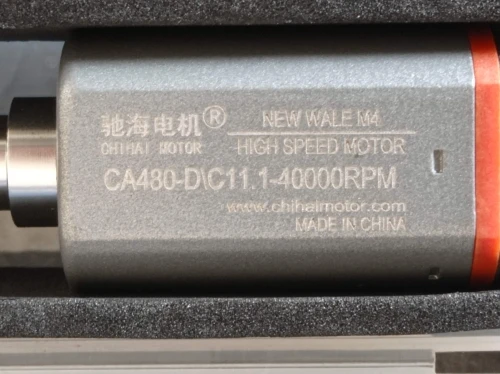 驰海电机®
CHIHAI MOTOR
NEW WALE M4
HIGH SPEED MOTOR
CA480-D\C11.1-40000RPM
www.chihaimotor.com
MADE IN CHINA